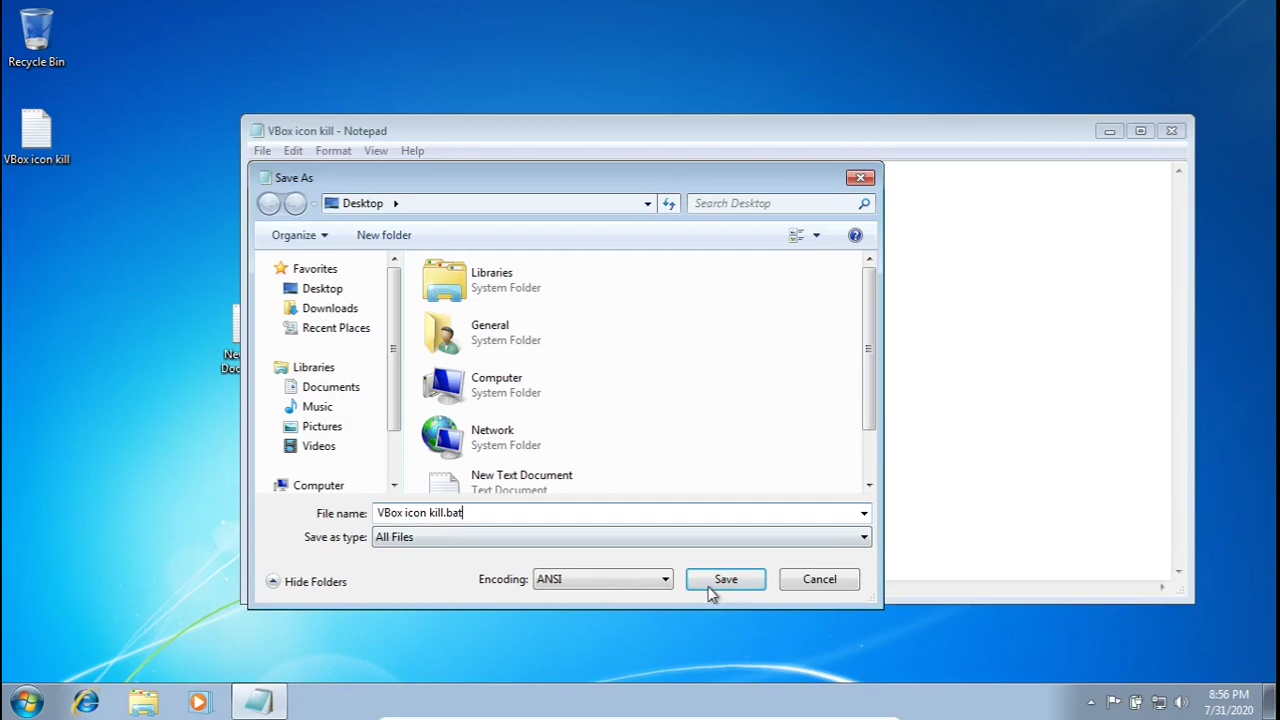 Recycle Bin
VBox icon kill
VBox icon kill - Notepad
File Edit Format View Help
Save As
Desktop
Search Desktop
Organize New folder
Favorites
Desktop
Downloads
Recent Places
Libraries
Documents
Music
Pictures
Videos
Computer
Libraries
System Folder
General
System Folder
Computer
System Folder
Network
System Folder
New Text Document
Text Document
Ne
Doc
File name: VBox icon kill.bat
Save as type: All Files
Hide Folders Encoding: ANSI Save Cancel
8:56 PM
7/31/2020